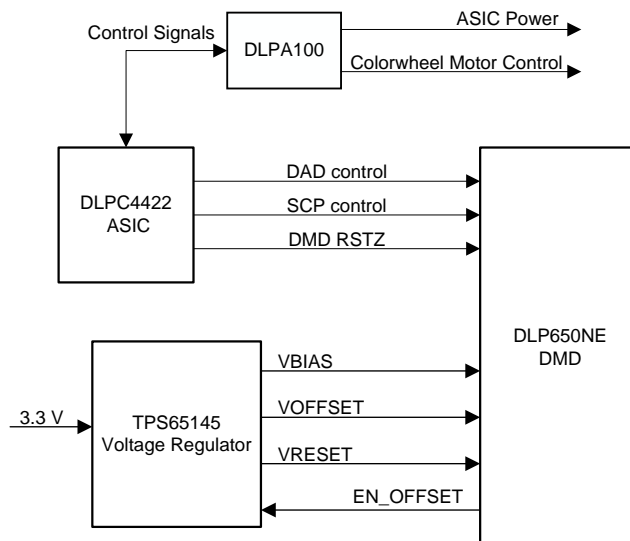 ASIC Power
Control Signals
DLPA100
Colorwheel Motor Control
DAD control
DLPC4422
ASIC
SCP control
DMD RSTZ
DLP650NE
DMD
VBIAS
3.3 V
TPS65145
Voltage Regulator
VOFFSET
VRESET
EN_OFFSET